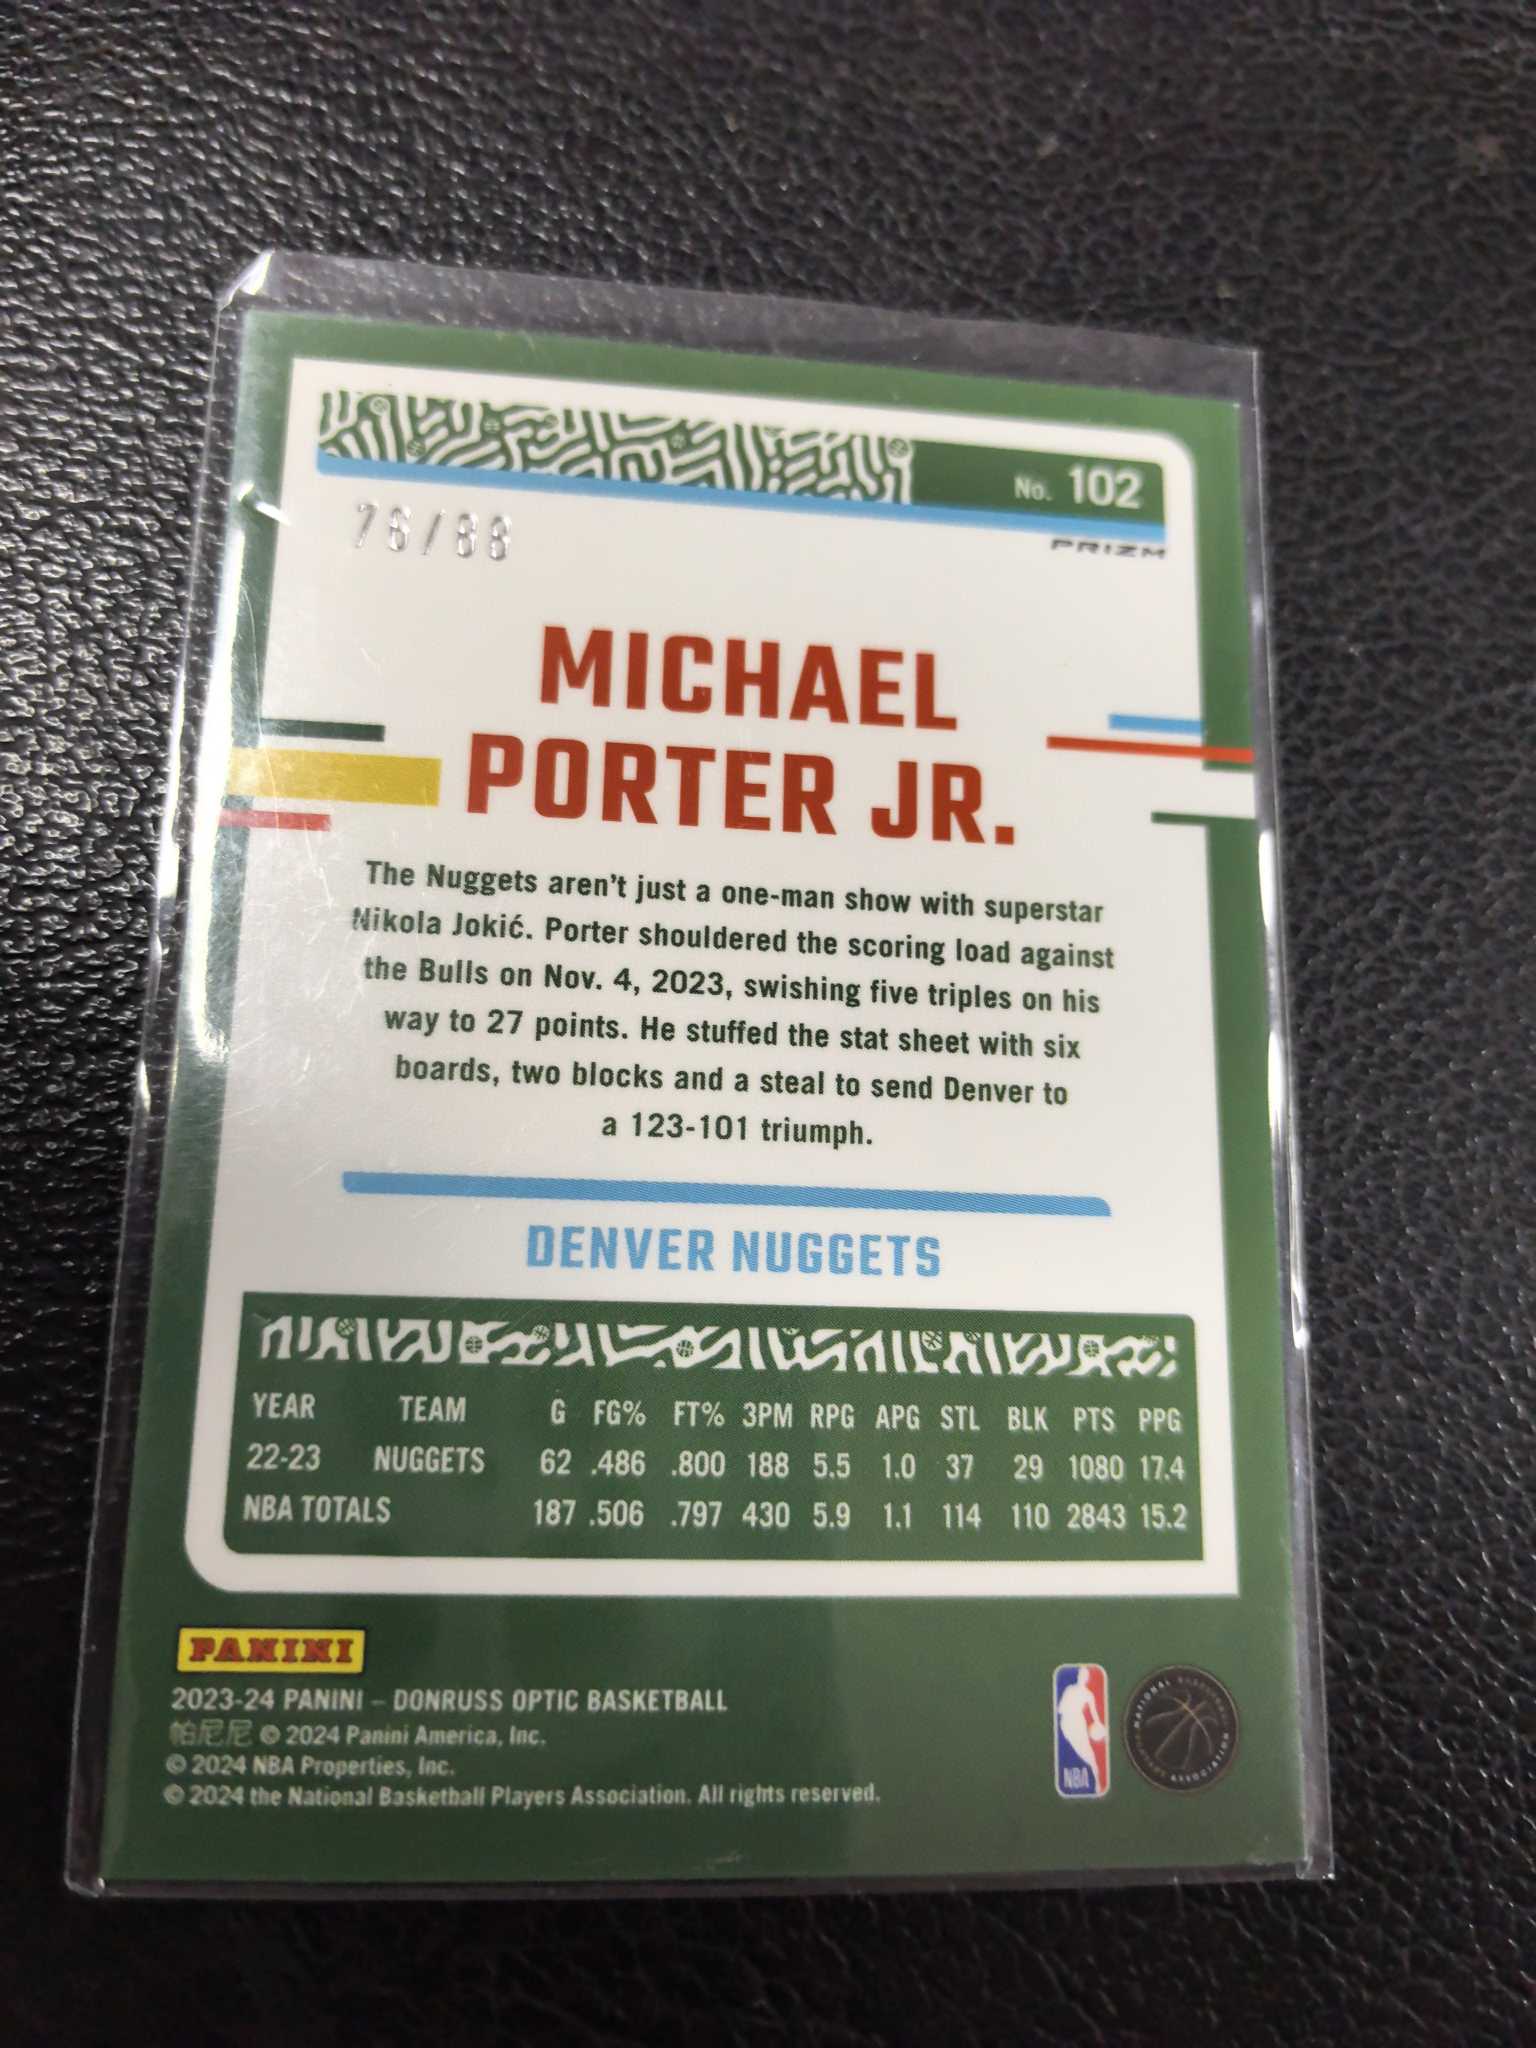 No. 102
PRIZM
76/88
MICHAEL
PORTER JR.
The Nuggets aren't just a one-man show with superstar
Nikola Jokić. Porter shouldered the scoring load against
the Bulls on Nov. 4, 2023, swishing five triples on his
way to 27 points. He stuffed the stat sheet with six
boards, two blocks and a steal to send Denver to
a 123-101 triumph.
DENVER NUGGETS
YEAR TEAM G FG% FT% 3PM RPG APG STL BLK PTS PPG
22-23 NUGGETS 62 .486 .800 188 5.5 1.0 37 29 1080 17.4
NBA TOTALS 187 .506 .797 430 5.9 1.1 114 110 2843 15.2
PANINI
2023-24 PANINI – DONRUSS OPTIC BASKETBALL
帕尼尼 © 2024 Panini America, Inc.
© 2024 NBA Properties, Inc.
© 2024 the National Basketball Players Association. All rights reserved.
NBA
NATIONAL BASKETBALL PLAYERS ASSOCIATION